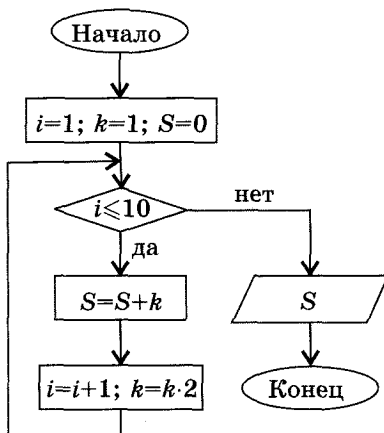 Начало
i=1; k=1; S=0
i⩽10
нет
да
S=S+k
S
i=i+1; k=k·2
Конец